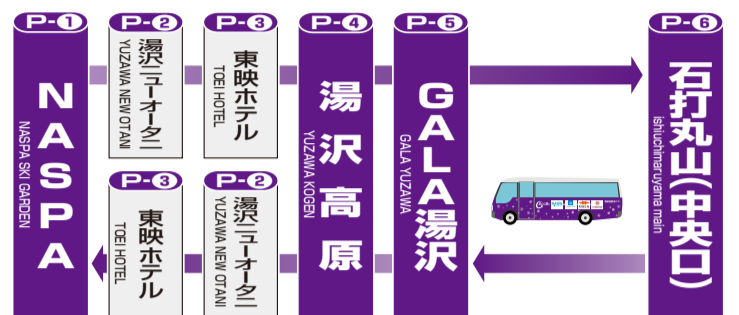 P-1
NASPA
NASPA SKI GARDEN
P-2
湯沢ニューオータニ
YUZAWA NEW OTANI
P-3
東映ホテル
TOEI HOTEL
P-4
湯沢高原
YUZAWA KOGEN
P-5
GALA湯沢
GALA YUZAWA
P-6
石打丸山(中央口)
ishiuchimaruyama main
P-3
東映ホテル
TOEI HOTEL
P-2
湯沢ニューオータニ
YUZAWA NEW OTANI